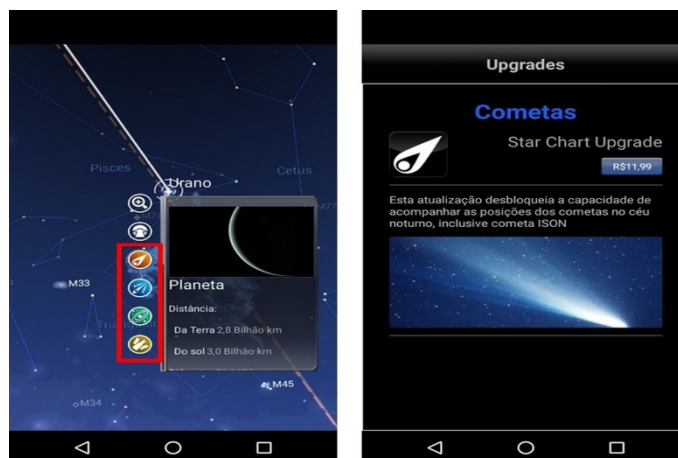 Pisces
Urano
Cetus
M74
M77
M33
Planeta
Distância:
Da Terra 2,8 Bilhão km
Do sol 3,0 Bilhão km
M45
M34
Upgrades
Cometas
Star Chart Upgrade
R$11,99
Esta atualização desbloqueia a capacidade de
acompanhar as posições dos cometas no céu
noturno, inclusive cometa ISON